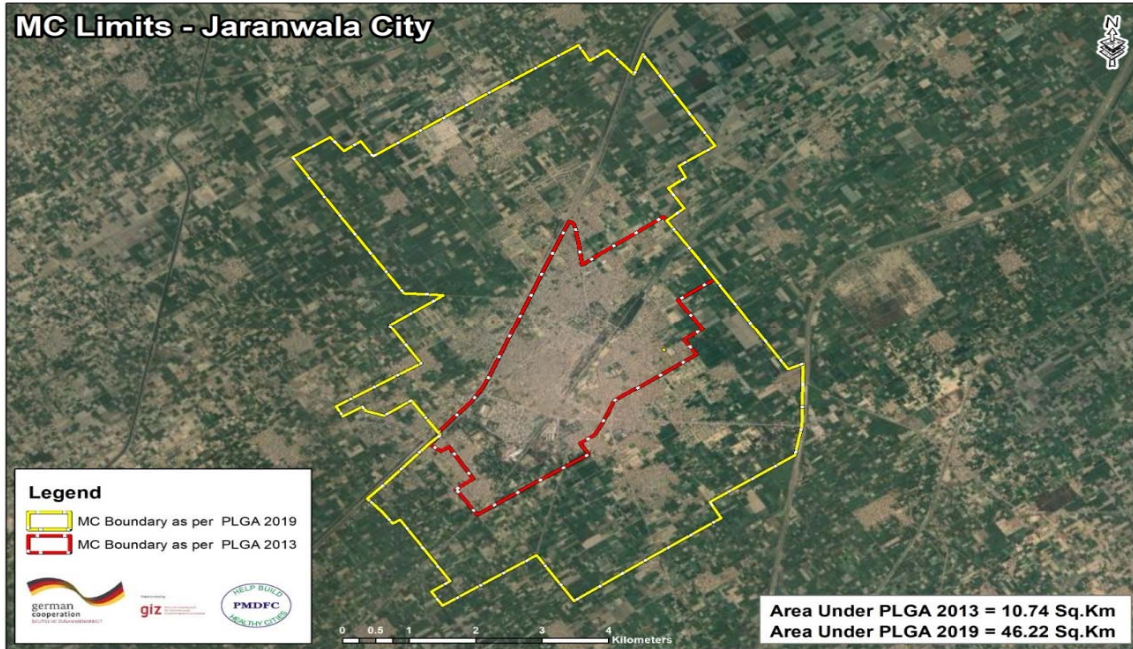 MC Limits - Jaranwala City
N
Legend
MC Boundary as per PLGA 2019
MC Boundary as per PLGA 2013
german
cooperation
DEUTSCHE ZUSAMMENARBEIT
giz
HELP BUILD
PMDFC
HEALTHY CITIES
0 0.5 1 2 3 4
Kilometers
Area Under PLGA 2013 = 10.74 Sq.Km
Area Under PLGA 2019 = 46.22 Sq.Km